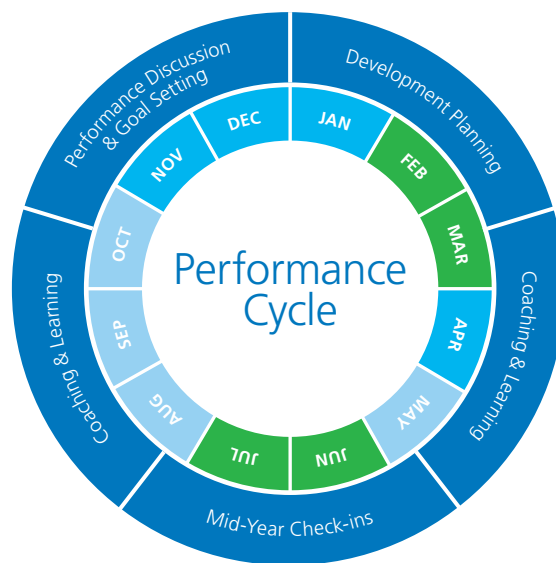 Performance Discussion
& Goal Setting
Development Planning
Coaching & Learning
Mid-Year Check-ins
Coaching & Learning
JAN
FEB
MAR
APR
MAY
JUN
JUL
AUG
SEP
OCT
NOV
DEC
Performance
Cycle